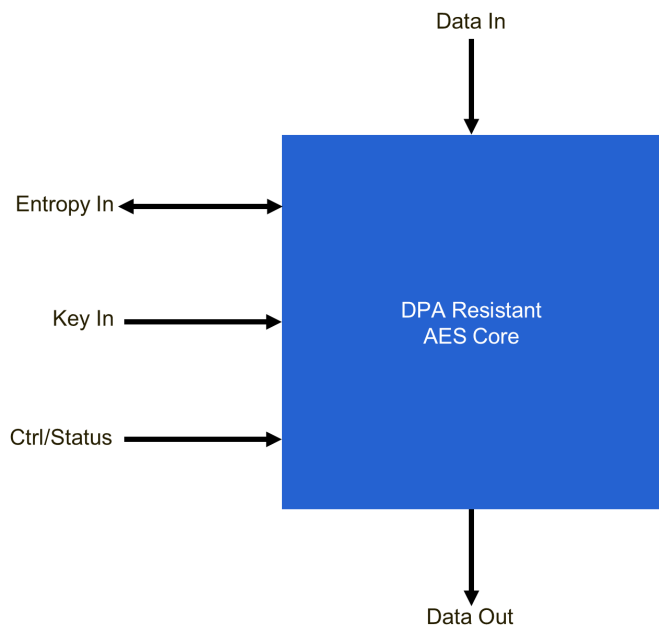 Data In
Entropy In
Key In
DPA Resistant
AES Core
Ctrl/Status
Data Out